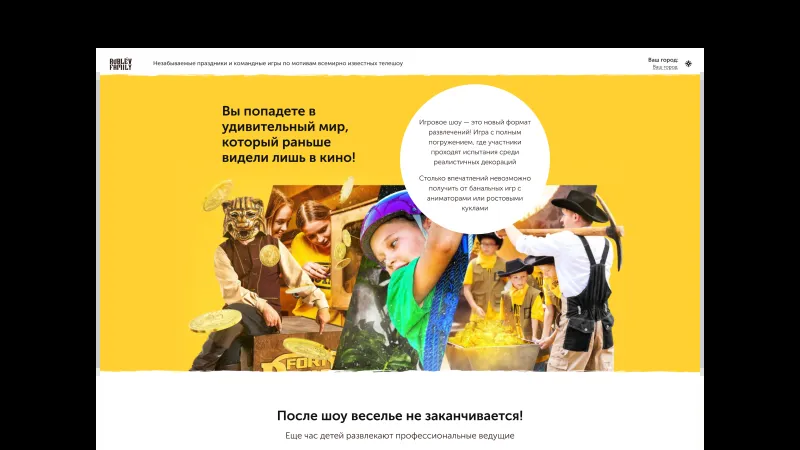 RUBLEV
FAMILY
Незабываемые праздники и командные игры по мотивам всемирно известных телешоу
Ваш город:
Ваш город
Вы попадете в
удивительный мир,
который раньше
видели лишь в кино!
Игровое шоу — это новый формат
развлечений! Игра с полным
погружением, где участники
проходят испытания среди
реалистичных декораций
Столько впечатлений невозможно
получить от банальных игр с
аниматорами или ростовыми
куклами
FORT
После шоу веселье не заканчивается!
Еще час детей развлекают профессиональные ведущие